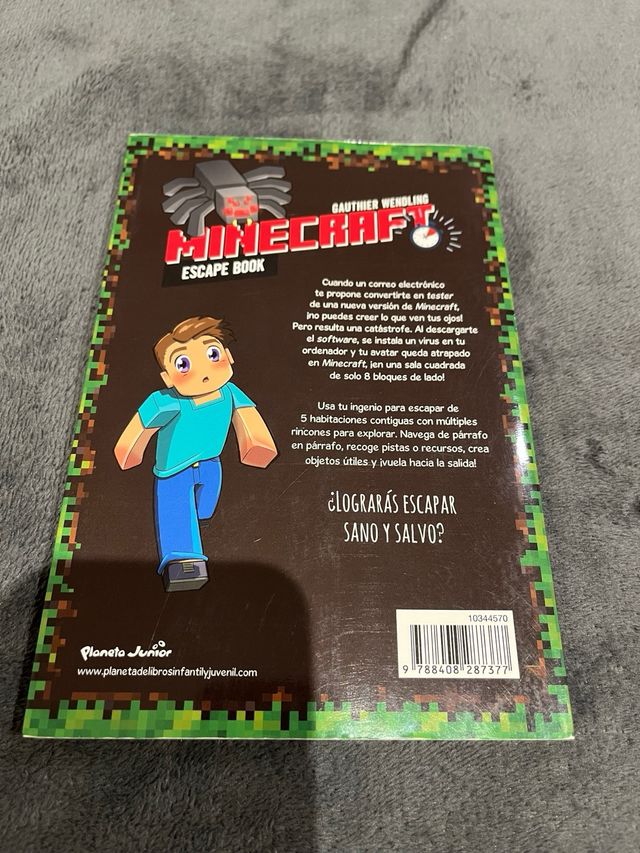 GAUTHIER WENDLING
MINECRAFT
ESCAPE BOOK
Cuando un correo electrónico
te propone convertirte en tester
de una nueva versión de Minecraft,
¡no puedes creer lo que ven tus ojos!
Pero resulta una catástrofe. Al descargarte
el software, se instala un virus en tu
ordenador y tu avatar queda atrapado
en Minecraft, ¡en una sala cuadrada
de solo 8 bloques de lado!
Usa tu ingenio para escapar de
5 habitaciones contiguas con múltiples
rincones para explorar. Navega de párrafo
en párrafo, recoge pistas o recursos, crea
objetos útiles y ¡vuela hacia la salida!
¿LOGRARÁS ESCAPAR
SANO Y SALVO?
Planeta Junior
www.planetadelibrosinfantilyjuvenil.com
10344570
9 788408 287377